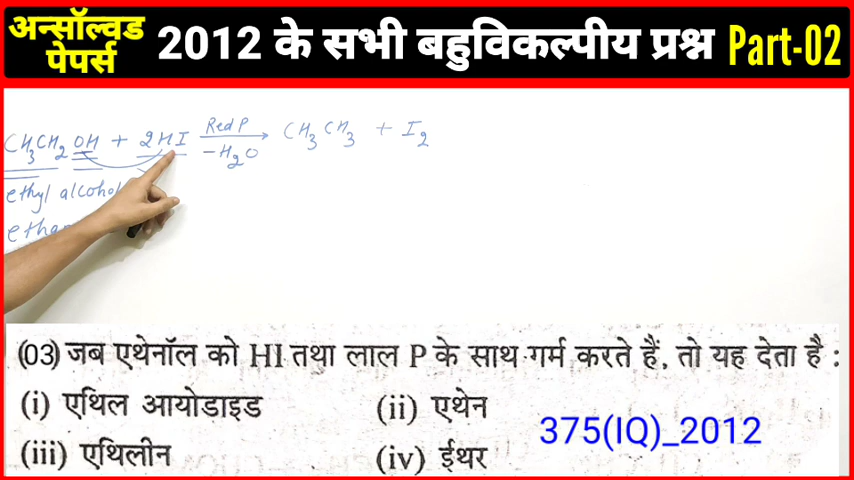 अन्सॉल्वड
पेपर्स
2012 के सभी बहुविकल्पीय प्रश्न Part-02
CH3CH2OH + 2HI Red P -H2O CH3CH3 + I2
ethyl alcohol
(03) जब एथेनॉल को HI तथा लाल P के साथ गर्म करते हैं, तो यह देता है :
(i) एथिल आयोडाइड (ii) एथेन
(iii) एथिलीन (iv) ईथर
375(IQ)_2012